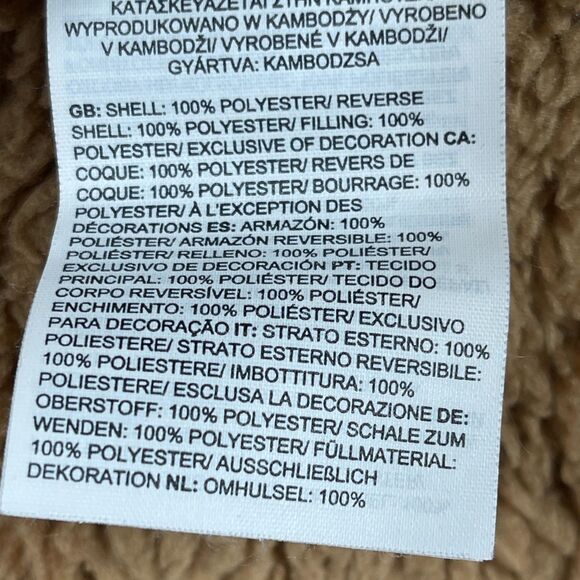 ΚΑΤΑΣΚΕΥΑΖΕΤΑΙ ΣΤΗΝ
WYPRODUKOWANO W KAMBODŻY/ VYROBENO
V KAMBODŽI/ VYROBENÉ V KAMBODŽI/
GYÁRTVA: KAMBODZSA
GB: SHELL: 100% POLYESTER/ REVERSE
SHELL: 100% POLYESTER/ FILLING: 100%
POLYESTER/ EXCLUSIVE OF DECORATION CA:
COQUE: 100% POLYESTER/ REVERS DE
COQUE: 100% POLYESTER/ BOURRAGE: 100%
POLYESTER/ À L'EXCEPTION DES
DÉCORATIONS ES: ARMAZÓN: 100%
POLIÉSTER/ ARMAZÓN REVERSIBLE: 100%
POLIÉSTER/ RELLENO: 100% POLIÉSTER/
EXCLUSIVO DE DECORACIÓN PT: TECIDO
PRINCIPAL: 100% POLIÉSTER/ TECIDO DO
CORPO REVERSÍVEL: 100% POLIÉSTER/
ENCHIMENTO: 100% POLIÉSTER/ EXCLUSIVO
PARA DECORAÇÃO IT: STRATO ESTERNO: 100%
POLIESTERE/ STRATO ESTERNO REVERSIBILE:
100% POLIESTERE/ IMBOTTITURA: 100%
POLIESTERE/ ESCLUSA LA DECORAZIONE DE:
OBERSTOFF: 100% POLYESTER/ SCHALE ZUM
WENDEN: 100% POLYESTER/ FÜLLMATERIAL:
100% POLYESTER/ AUSSCHLIEßLICH
DEKORATION NL: OMHULSEL: 100%